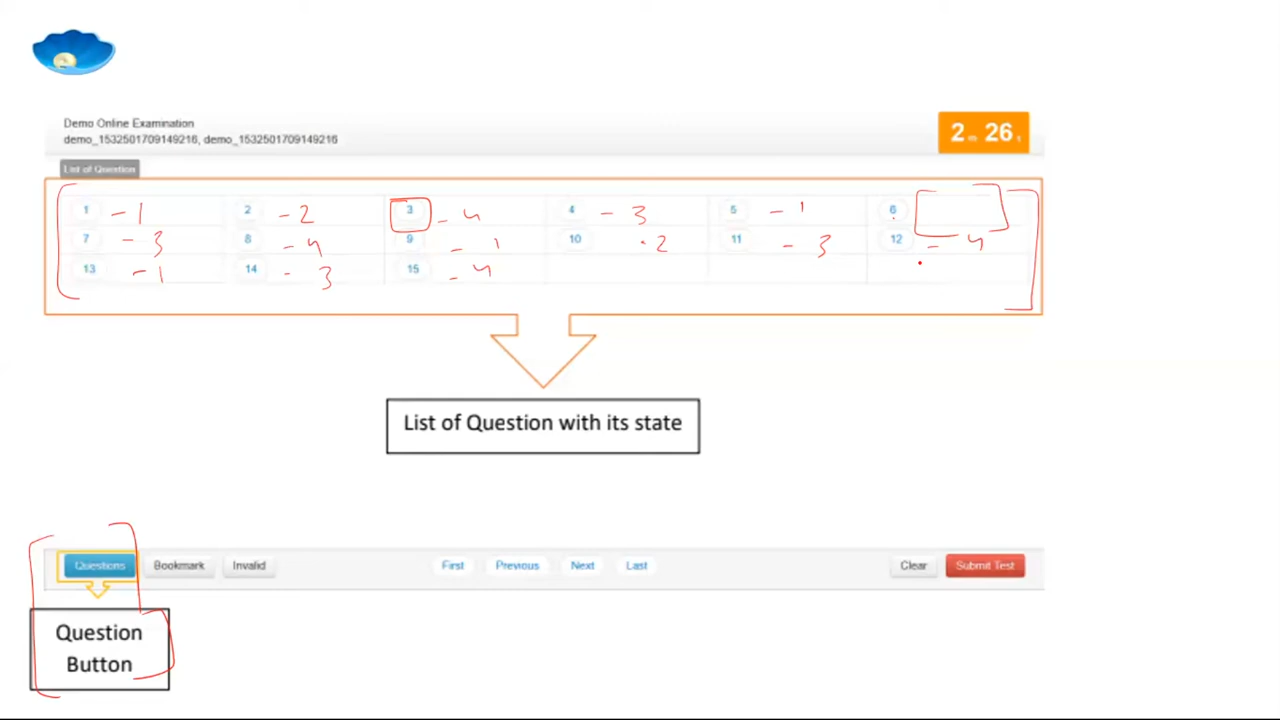 Demo Online Examination
demo_1532501709149216, demo_1532501709149216
2 m 26 s
List of Question
1 - 1 2 - 2 3 - 4 4 - 3 5 - 1 6
7 - 3 8 - 4 9 - 1 10 - 2 11 - 3 12 - 4
13 - 1 14 - 3 15 - 4
List of Question with its state
Questions Bookmark Invalid First Previous Next Last Clear Submit Test
Question
Button